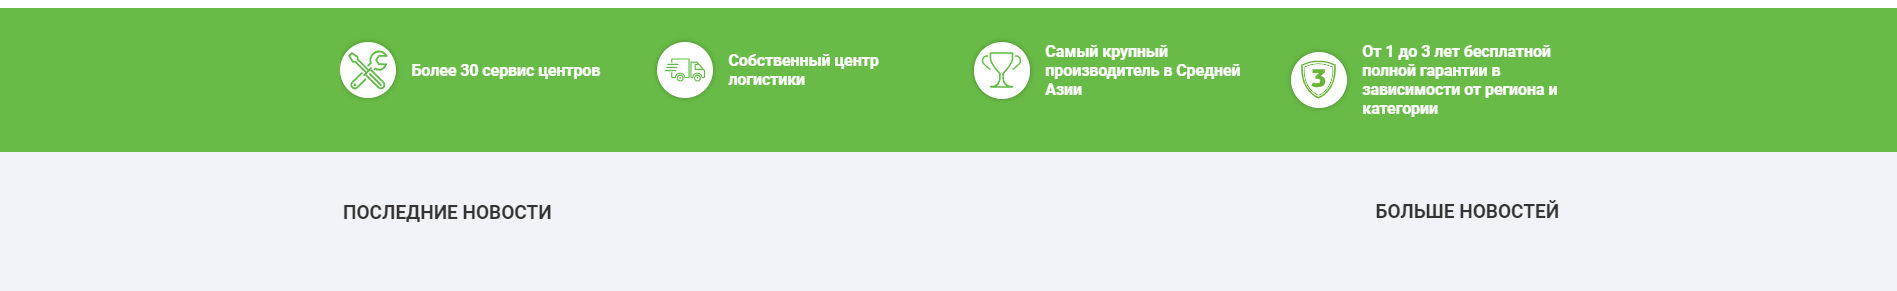 Более 30 сервис центров
Собственный центр
логистики
Самый крупный
производитель в Средней
Азии
3
От 1 до 3 лет бесплатной
полной гарантии в
зависимости от региона и
категории
ПОСЛЕДНИЕ НОВОСТИ
БОЛЬШЕ НОВОСТЕЙ